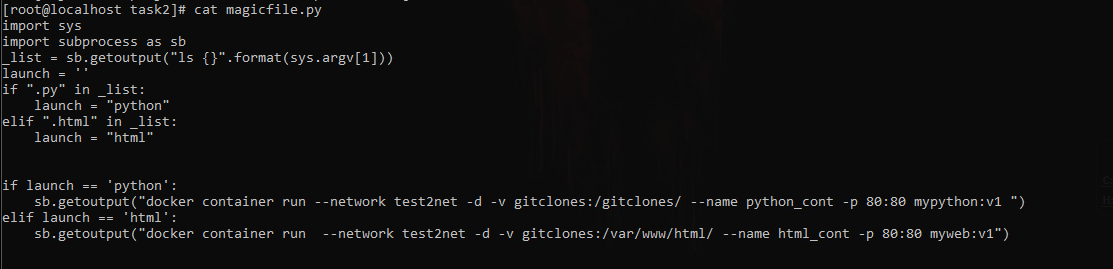 [root@localhost task2]# cat magicfile.py
import sys
import subprocess as sb
_list = sb.getoutput("ls {}".format(sys.argv[1]))
launch = ''
if ".py" in _list:
    launch = "python"
elif ".html" in _list:
    launch = "html"
if launch == 'python':
    sb.getoutput("docker container run --network test2net -d -v gitclones:/gitclones/ --name python_cont -p 80:80 mypython:v1 ")
elif launch == 'html':
    sb.getoutput("docker container run  --network test2net -d -v gitclones:/var/www/html/ --name html_cont -p 80:80 myweb:v1")